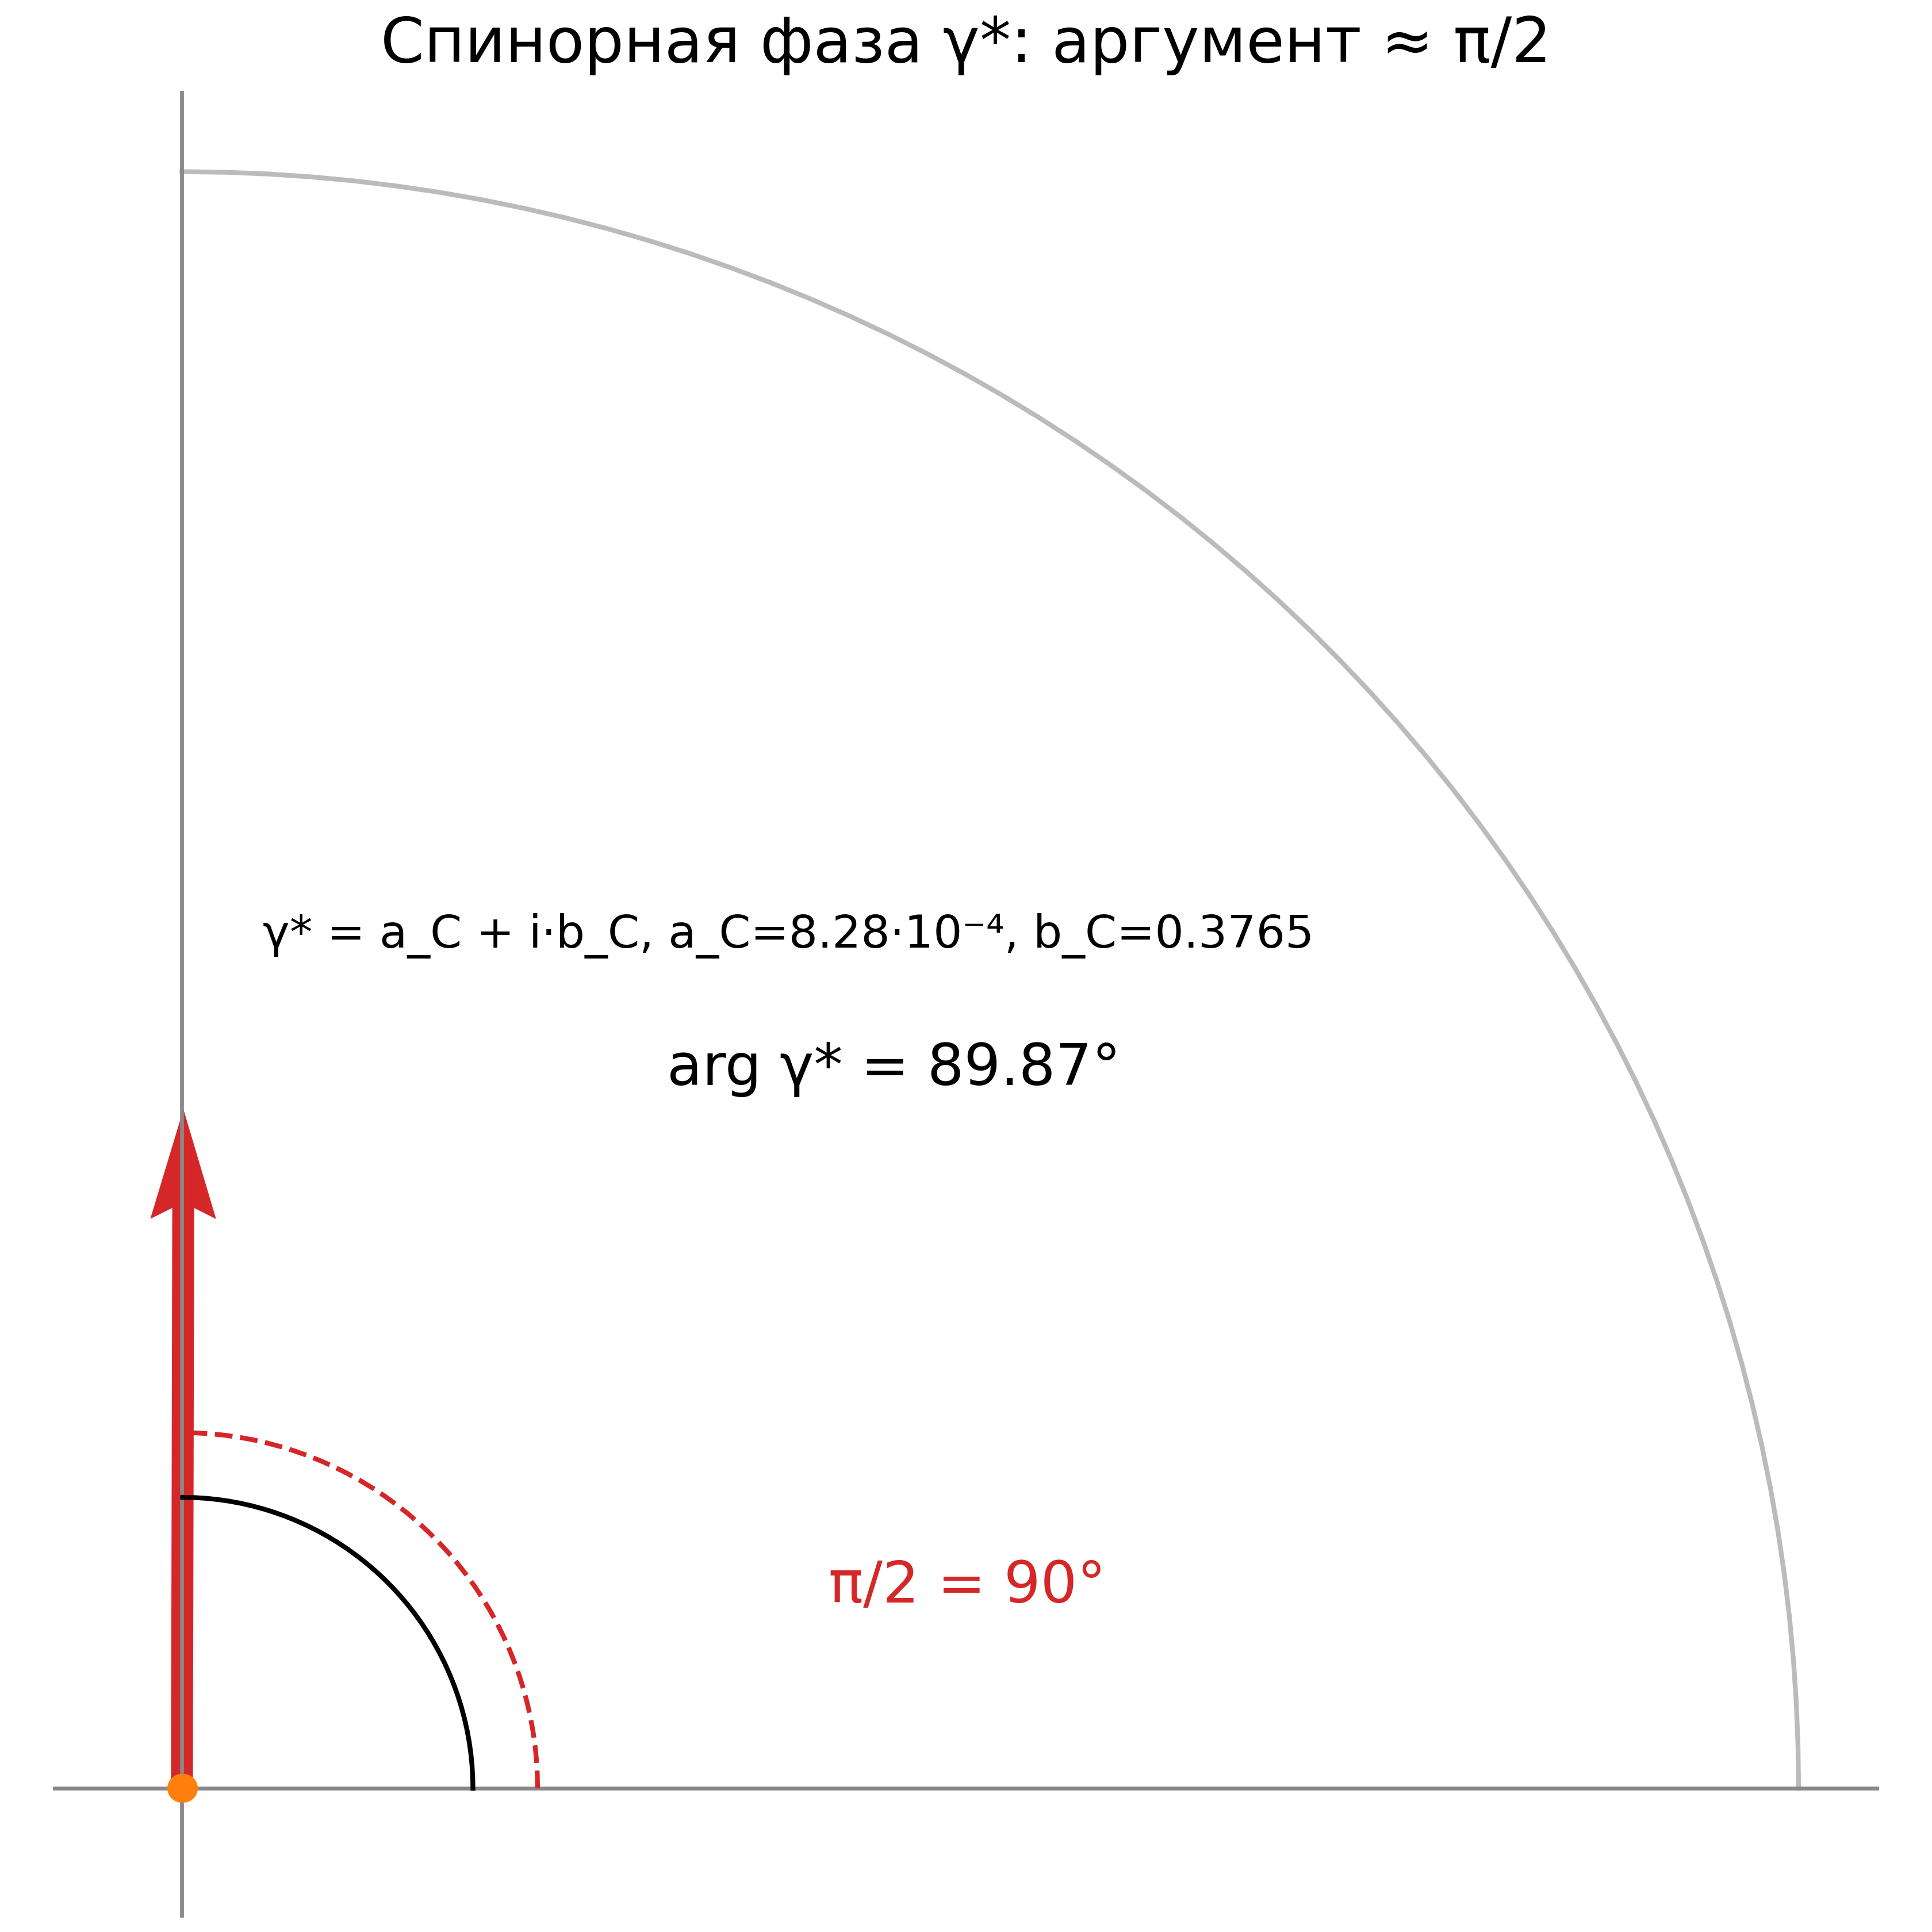 Спинорная фаза γ*: аргумент ≈ π/2
γ* = a_C + i·b_C, a_C=8.28·10⁻⁴, b_C=0.3765
arg γ* = 89.87°
π/2 = 90°